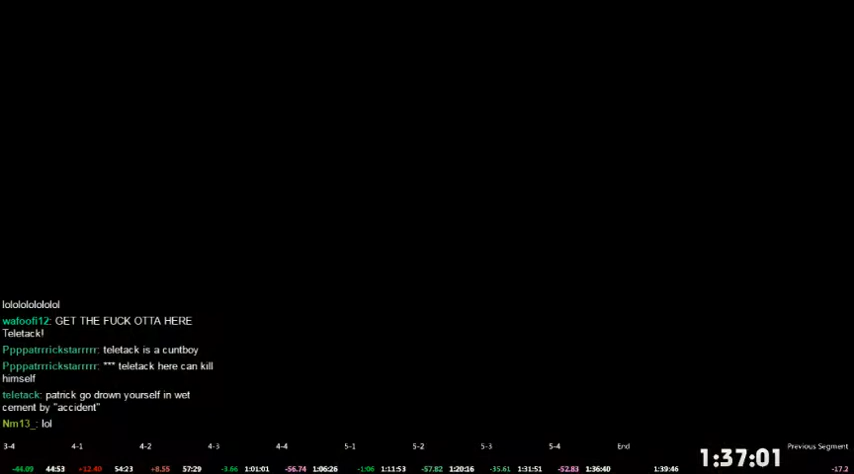 lolololololololol
wafoofi12: GET THE FUCK OTTA HERE
Teletack!
Ppppatrrrickstarrrrr: teletack is a cuntboy
Ppppatrrrickstarrrrr: *** teletack here can kill
himself
teletack: patrick go drown yourself in wet
cement by "accident"
Nm13_: lol
3-4 4-1 4-2 4-3 4-4 5-1 5-2 5-3 5-4 End
1:37:01
Previous Segment
-44.09 44:53 +12.40 54:23 +8.55 57:29 -3.66 1:01:01 -56.74 1:06:26 -1:06 1:11:53 -57.82 1:20:16 -35.61 1:31:51 -52.83 1:36:40 1:39:46 -17.2